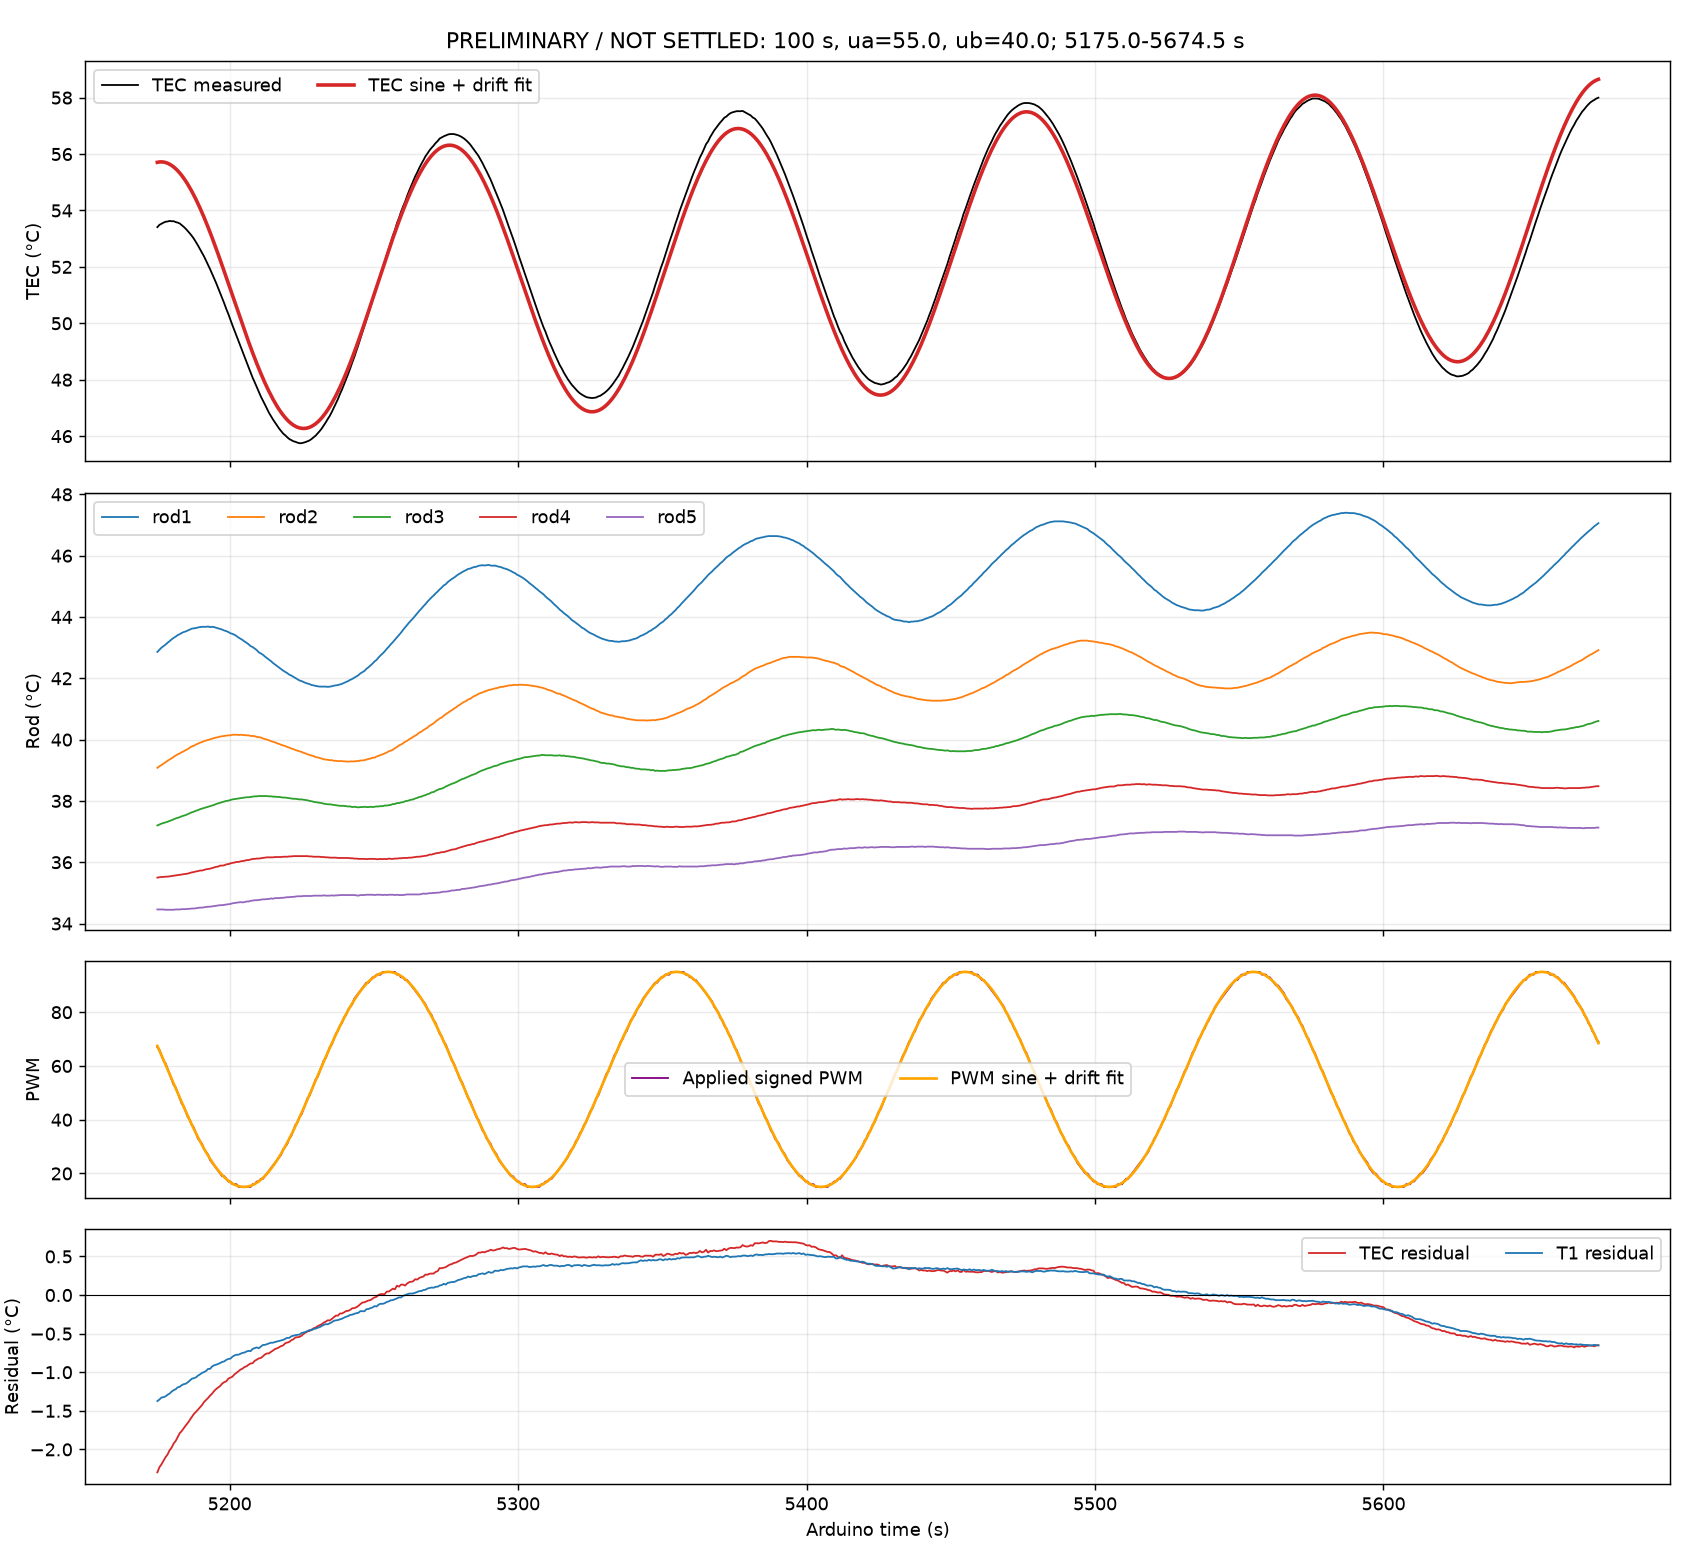 PRELIMINARY / NOT SETTLED: 100 s, ua=55.0, ub=40.0; 5175.0-5674.5 s
TEC measured TEC sine + drift fit
58
56
54
52
50
48
46
TEC (°C)
rod1 rod2 rod3 rod4 rod5
48
46
44
42
40
38
36
34
Rod (°C)
Applied signed PWM PWM sine + drift fit
80
60
40
20
PWM
TEC residual T1 residual
0.5
0.0
−0.5
−1.0
−1.5
−2.0
Residual (°C)
5200 5300 5400 5500 5600
Arduino time (s)